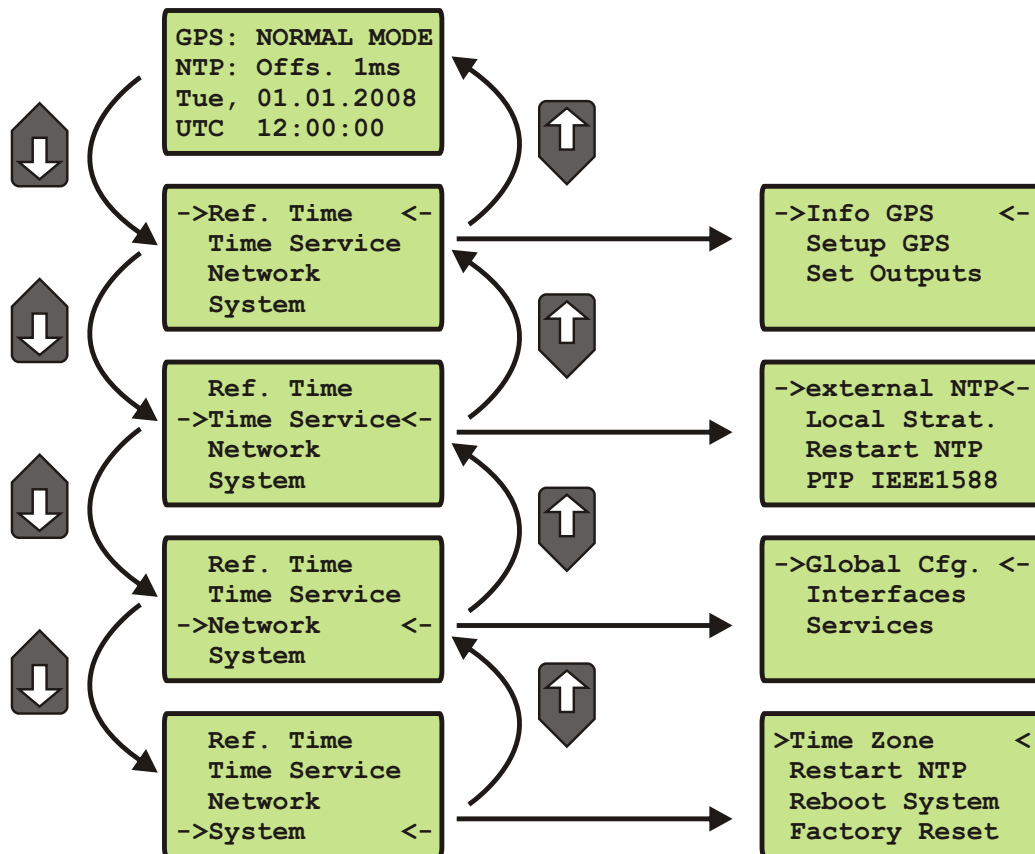 GPS: NORMAL MODE
NTP: Offs. 1ms
Tue, 01.01.2008
UTC  12:00:00
->Ref. Time   <-
  Time Service
  Network
  System
->Info GPS   <-
  Setup GPS
  Set Outputs
  Ref. Time
->Time Service<-
  Network
  System
->external NTP<-
  Local Strat.
  Restart NTP
  PTP IEEE1588
  Ref. Time
  Time Service
->Network     <-
  System
->Global Cfg. <-
  Interfaces
  Services
  Ref. Time
  Time Service
  Network
->System      <-
>Time Zone    <
 Restart NTP
 Reboot System
 Factory Reset